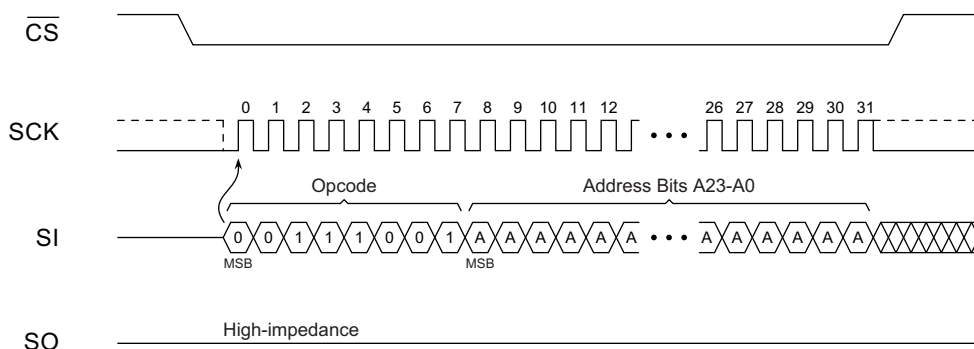 CS
0 1 2 3 4 5 6 7 8 9 10 11 12 26 27 28 29 30 31
SCK
Opcode Address Bits A23-A0
SI 0 0 1 1 1 0 0 1 A A A A A A A A A A A A
MSB MSB
High-impedance
SO